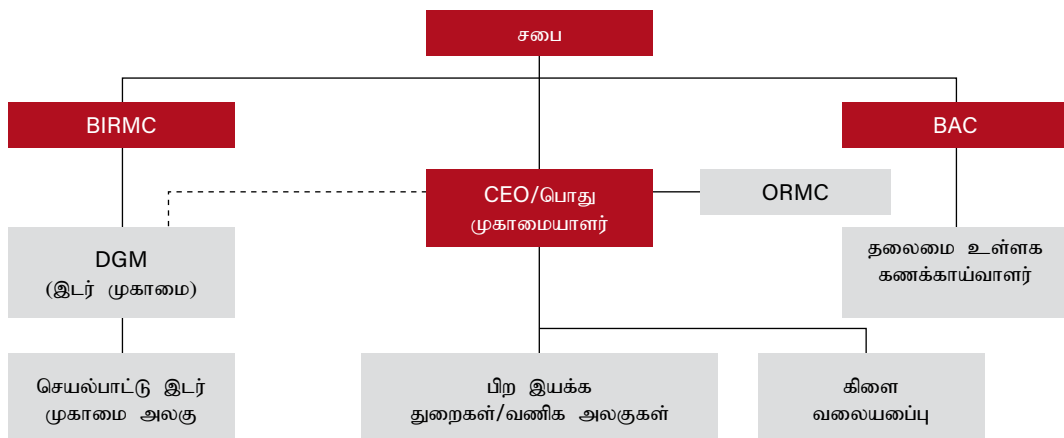 சபை
BIRMC
BAC
CEO/பொது
முகாமையாளர்
ORMC
DGM
(இடர் முகாமை)
தலைமை உள்ளக
கணக்காய்வாளர்
செயல்பாட்டு இடர்
முகாமை அலகு
பிற இயக்க
துறைகள்/வணிக அலகுகள்
கிளை
வலையமைப்பு